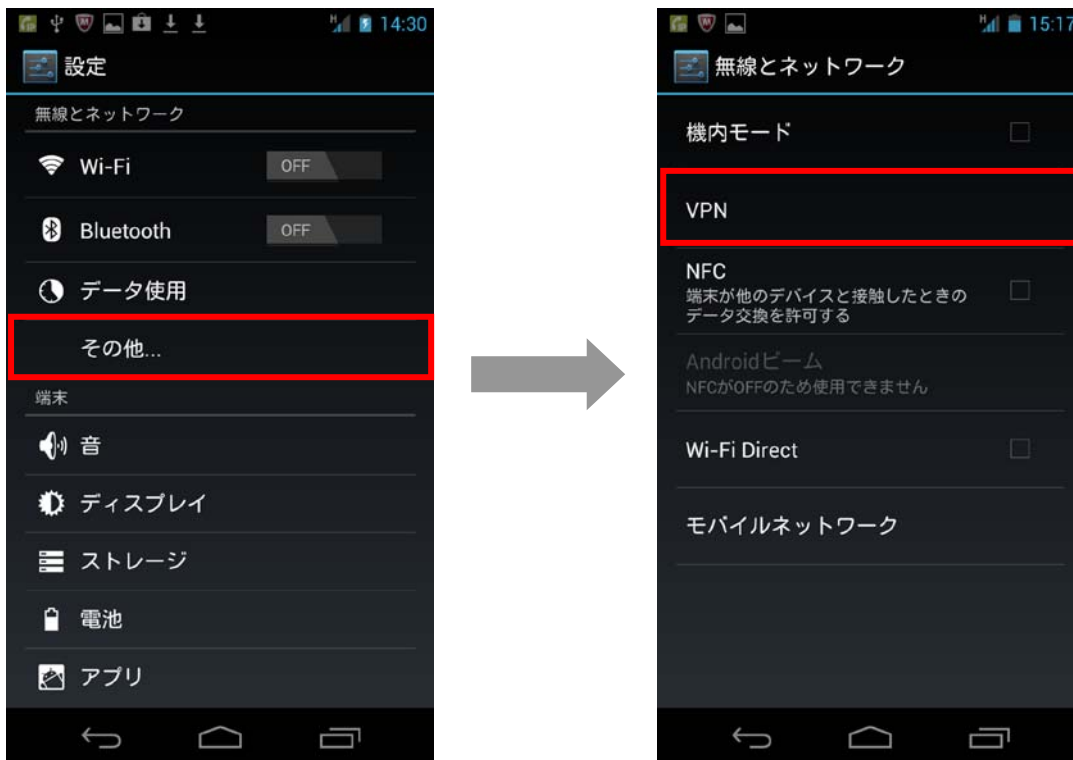 14:30
設定
無線とネットワーク
Wi-Fi
OFF
Bluetooth
OFF
データ使用
その他...
端末
音
ディスプレイ
ストレージ
電池
アプリ
H 15:17
無線とネットワーク
機内モード
VPN
NFC
端末が他のデバイスと接触したときの
データ交換を許可する
Androidビーム
NFCがOFFのため使用できません
Wi-Fi Direct
モバイルネットワーク